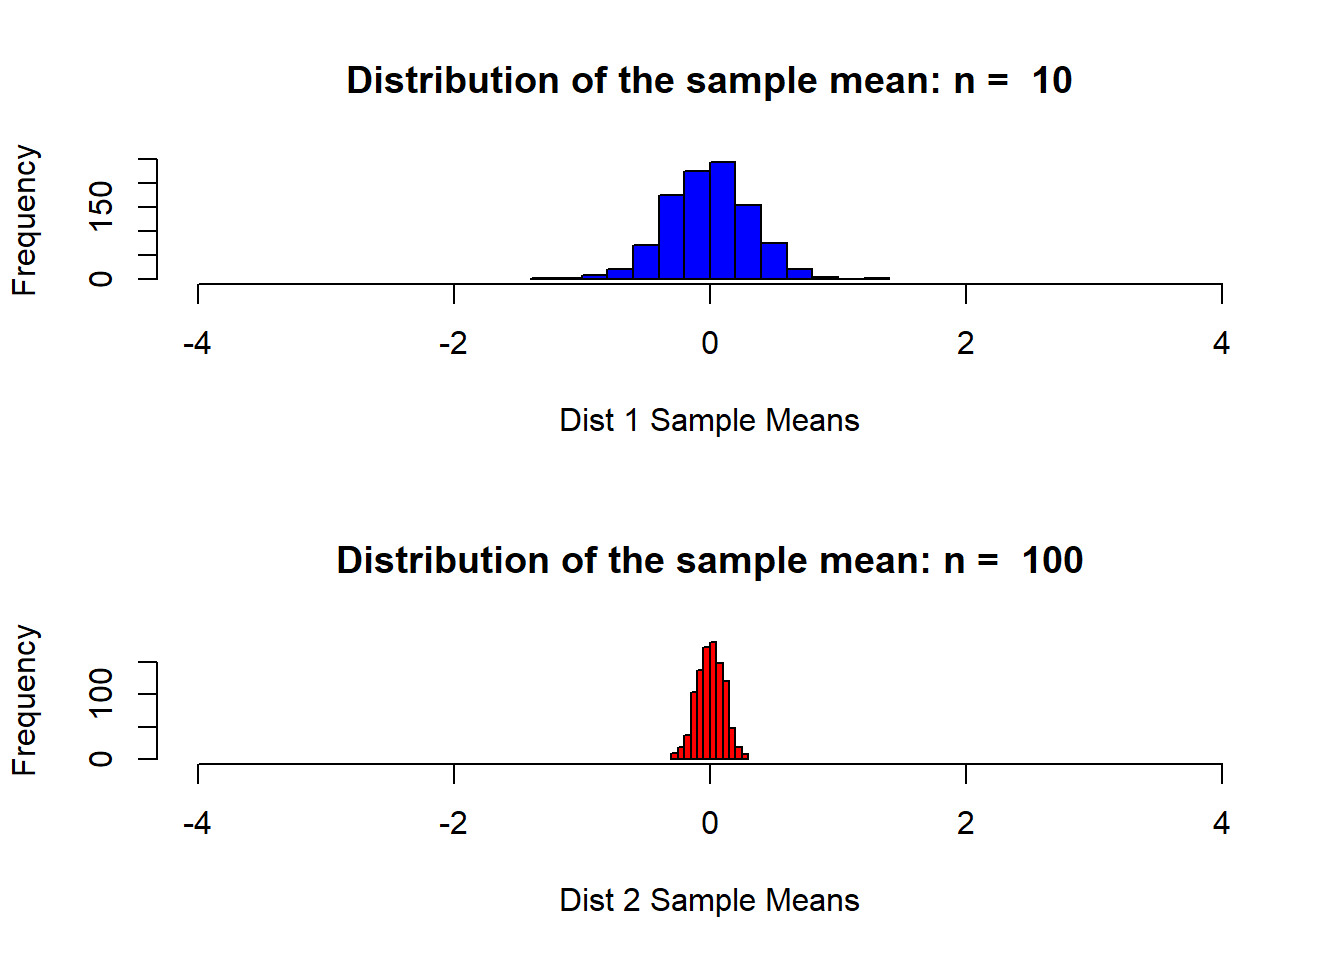 Distribution of the sample mean: n =  10
Frequency
150
0
-4 -2 0 2 4
Dist 1 Sample Means
Distribution of the sample mean: n =  100
Frequency
100
0
-4 -2 0 2 4
Dist 2 Sample Means